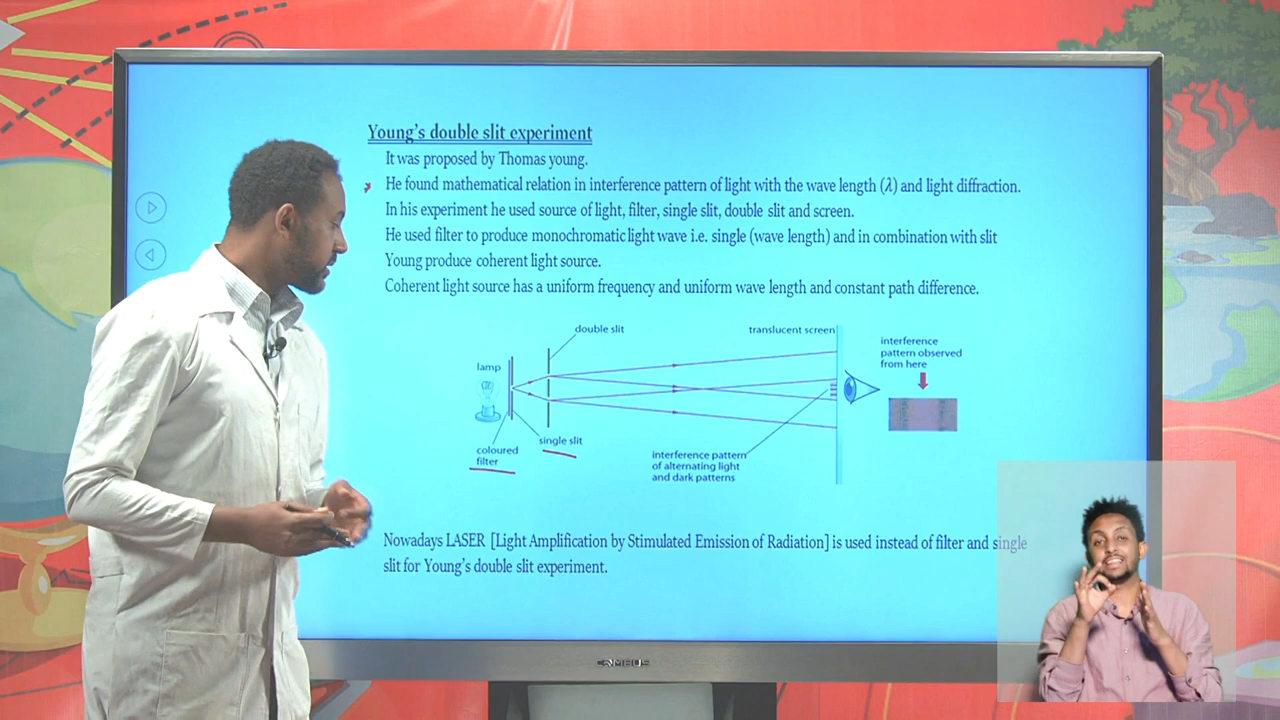 Young's double slit experiment
It was proposed by Thomas young.
He found mathematical relation in interference pattern of light with the wave length (λ) and light diffraction.
In his experiment he used source of light, filter, single slit, double slit and screen.
He used filter to produce monochromatic light wave i.e. single (wave length) and in combination with slit
Young produce coherent light source.
Coherent light source has a uniform frequency and uniform wave length and constant path difference.
double slit
translucent screen
interference
pattern observed
from here
lamp
single slit
coloured
filter
interference pattern
of alternating light
and dark patterns
Nowadays LASER [Light Amplification by Stimulated Emission of Radiation] is used instead of filter and single
slit for Young's double slit experiment.